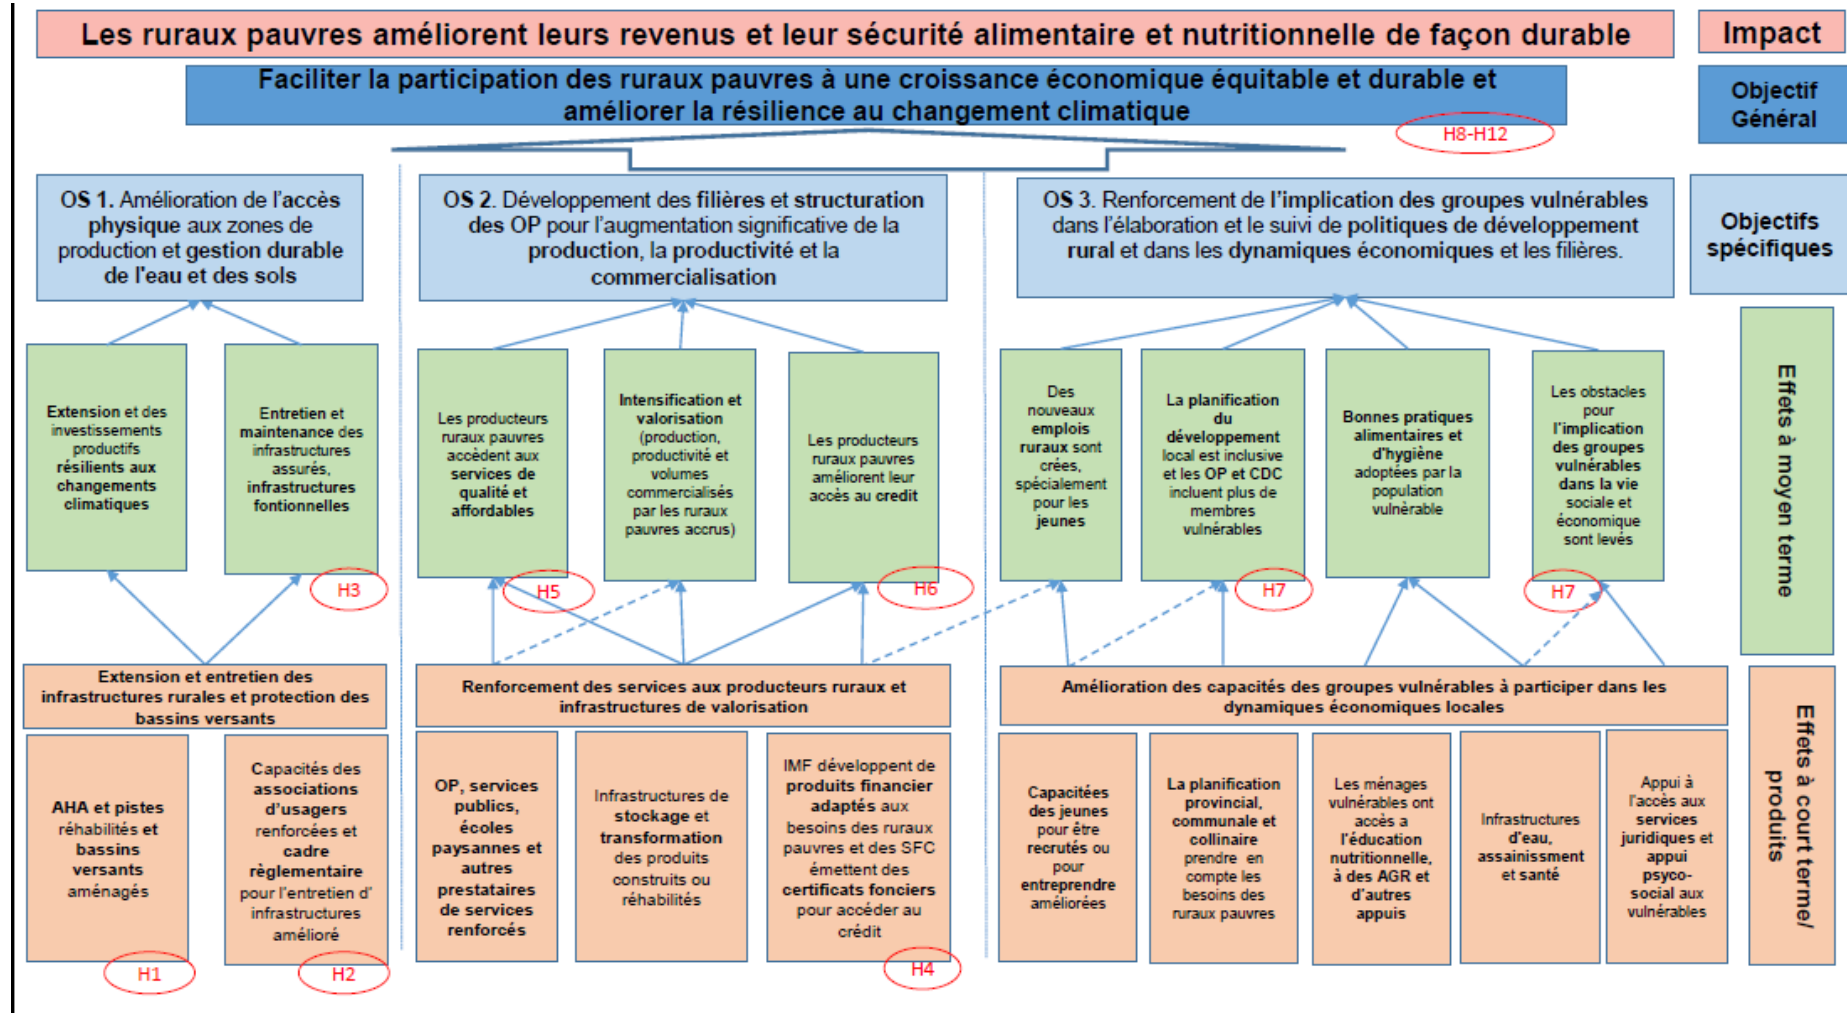 Les ruraux pauvres améliorent leurs revenus et leur sécurité alimentaire et nutritionnelle de façon durable
Impact
Faciliter la participation des ruraux pauvres à une croissance économique équitable et durable et
améliorer la résilience au changement climatique
Objectif
Général
H8-H12
OS 1. Amélioration de l'accès
physique aux zones de
production et gestion durable
de l'eau et des sols
OS 2. Développement des filières et structuration
des OP pour l'augmentation significative de la
production, la productivité et la
commercialisation
OS 3. Renforcement de l'implication des groupes vulnérables
dans l'élaboration et le suivi de politiques de développement
rural et dans les dynamiques économiques et les filières.
Objectifs
spécifiques
Extension et des
investissements
productifs
résilients aux
changements
climatiques
Entretien et
maintenance des
infrastructures
assurés,
infrastructures
fontionnelles
H3
Les producteurs
ruraux pauvres
accèdent aux
services de
qualité et
affordables
H5
Intensification et
valorisation
(production,
productivité et
volumes
commercialisés
par les ruraux
pauvres accrus)
Les producteurs
ruraux pauvres
améliorent leur
accès au credit
H6
Des
nouveaux
emplois
ruraux sont
crées,
spécialement
pour les
jeunes
La planification
du
développement
local est inclusive
et les OP et CDC
incluent plus de
membres
vulnérables
H7
Bonnes pratiques
alimentaires et
d'hygiène
adoptées par la
population
vulnèrable
Les obstacles
pour
l'implication
des groupes
vulnérables
dans la vie
sociale et
économique
sont levés
H7
Effets à moyen terme
Extension et entretien des
infrastructures rurales et protection des
bassins versants
Renforcement des services aux producteurs ruraux et
infrastructures de valorisation
Amélioration des capacités des groupes vulnérables à participer dans les
dynamiques économiques locales
AHA et pistes
réhabilités et
bassins
versants
aménagés
H1
Capacités des
associations
d'usagers
renforcées et
cadre
règlementaire
pour l'entretien d'
infrastructures
amélioré
H2
OP, services
publics,
écoles
paysannes et
autres
prestataires
de services
renforcés
Infrastructures de
stockage et
transformation
des produits
construits ou
réhabilités
IMF développent de
produits financier
adaptés aux
besoins des ruraux
pauvres et des SFC
émettent des
certificats fonciers
pour accéder au
crédit
H4
Capacitées
des jeunes
pour être
recrutés ou
pour
entreprendre
améliorées
La planification
provincial,
communale et
collinaire
prendre en
compte les
besoins des
ruraux pauvres
Les ménages
vulnérables ont
accès a
l'éducation
nutritionnelle,
à des AGR et
d'autres
appuis
Infrastructures
d'eau,
assainissment
et santé
Appui à
l'accès aux
services
juridiques et
appui
psyco-
social aux
vulnérables
Effets à court terme/
produits